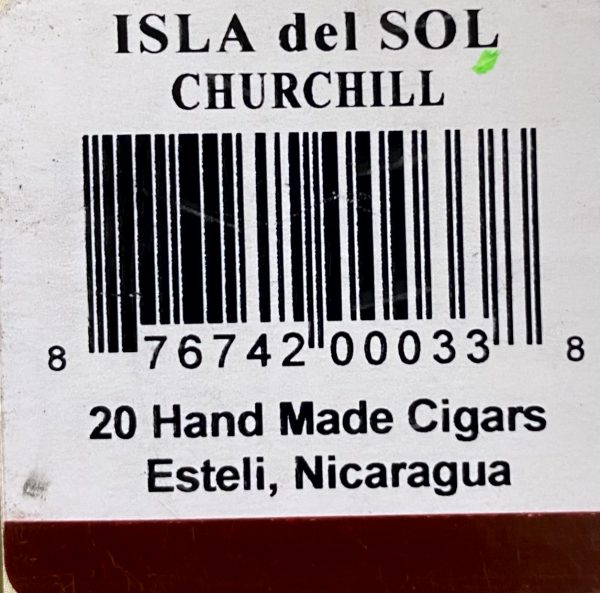 ISLA del SOL
CHURCHILL
8 76742 00033 8
20 Hand Made Cigars
Esteli, Nicaragua